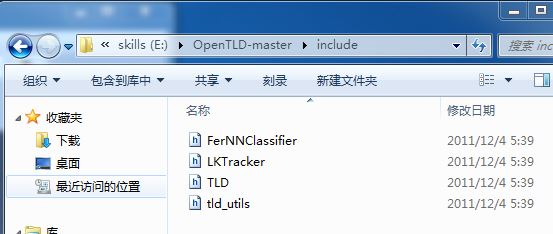 « skills (E:) ▸ OpenTLD-master ▸ include
搜索 inc
组织 包含到库中 共享 刻录 新建文件夹
收藏夹
下载
桌面
最近访问的位置
库
名称 修改日期
FerNNClassifier 2011/12/4 5:39
LKTracker 2011/12/4 5:39
TLD 2011/12/4 5:39
tld_utils 2011/12/4 5:39